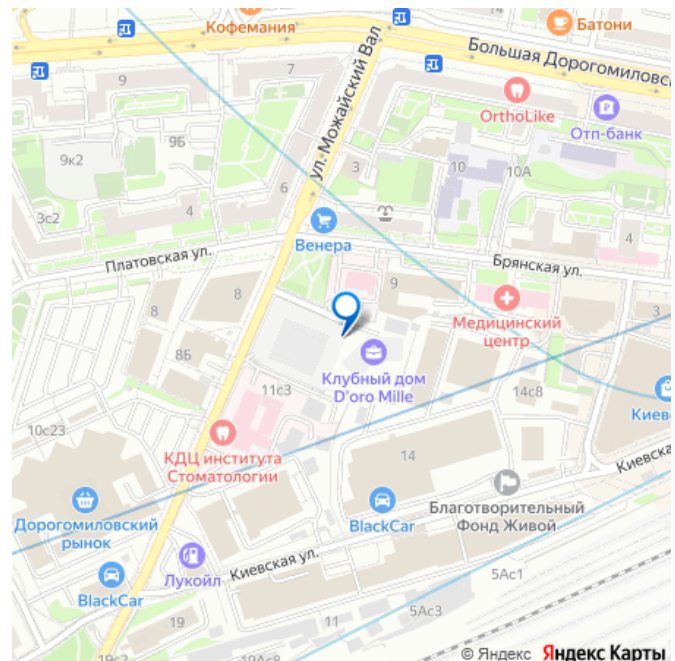 Кофемания
Батони
Большая Дорогомиловс
7
9
ул. Можайский Вал
OrthoLike
Отп-банк
9Б
9к2
3
10
10А
6
4
3с2
Венера
4
Платовская ул.
Брянская ул.
8
9
8
3
Медицинский
центр
8Б
Клубный дом
D'oro Mille
11с3
14с8
Киев
10с23
КДЦ института
Стоматологии
14
Киевска
Дорогомиловский
рынок
BlackCar
Благотворительный
Фонд Живой
Лукойл
Киевская ул.
BlackCar
11
5Ас1
5Ас3
19
19с2
19Ас8
© Яндекс Яндекс Карты